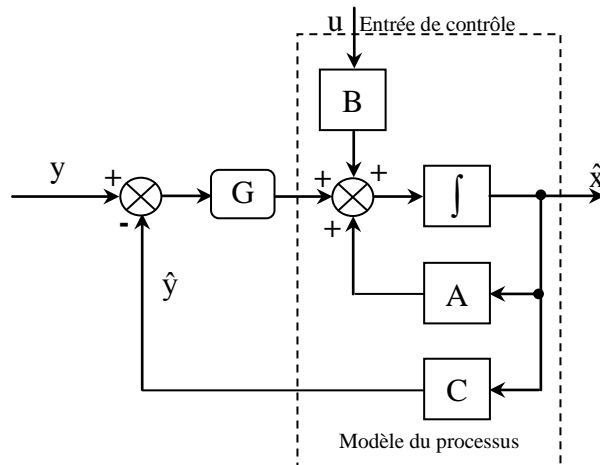 u Entrée de contrôle
B
y + G + + ∫ x̂
-
+
ŷ A
C
Modèle du processus